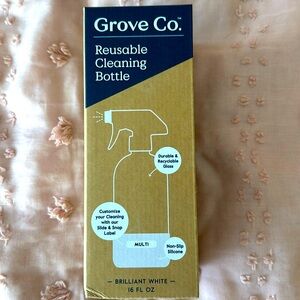 Grove Co.™
Reusable
Cleaning
Bottle
Durable &
Recyclable
Glass
Customize
your Cleaning
with our
Slide & Snap
Label
MULTI
Non-Slip
Silicone
— BRILLIANT WHITE —
16 FL OZ